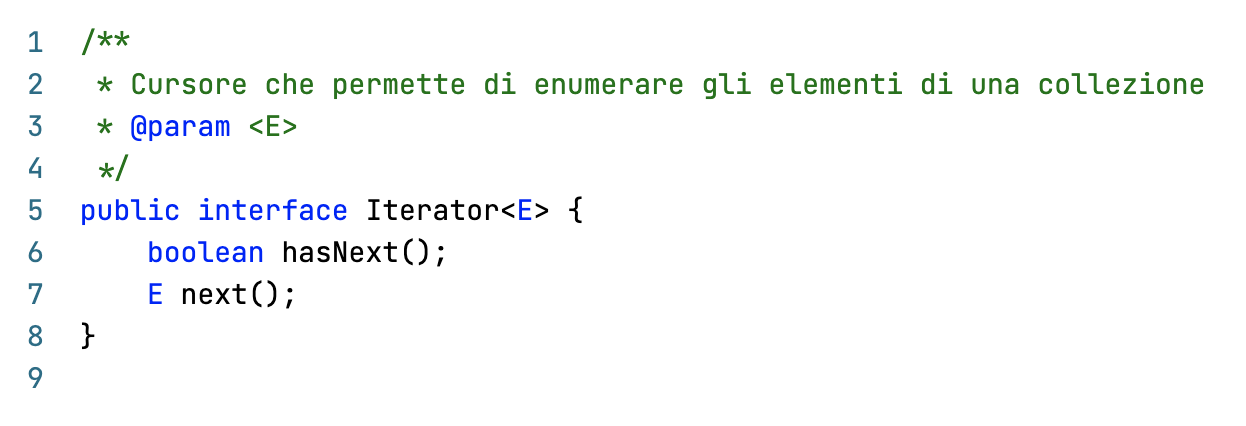 1 /**
2  * Cursore che permette di enumerare gli elementi di una collezione
3  * @param <E>
4  */
5 public interface Iterator<E> {
6     boolean hasNext();
7     E next();
8 }
9